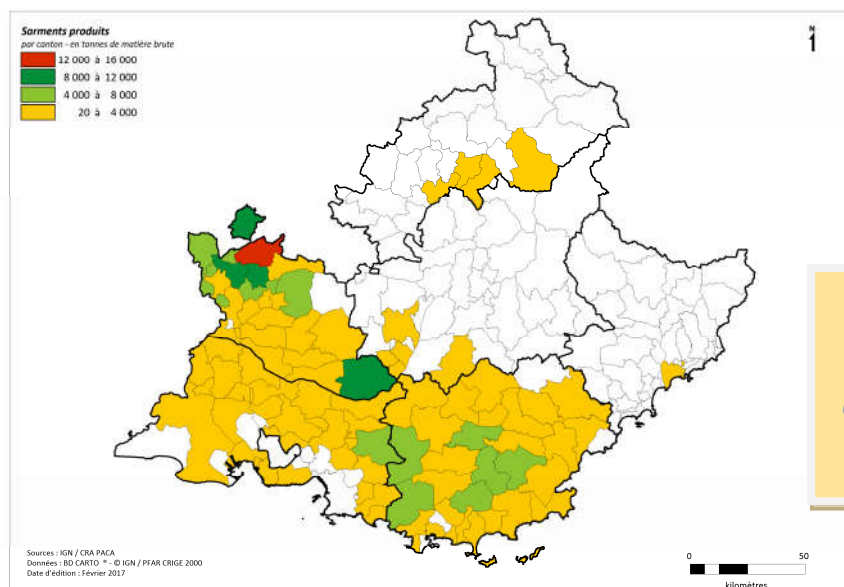 Sarments produits
par canton - en tonnes de matière brute
12 000 à 16 000
8 000 à 12 000
4 000 à 8 000
20 à 4 000
N
Sources : IGN / CRA PACA
Données : BD CARTO ® - © IGN / PFAR CRIGE 2000
Date d'édition : Février 2017
0 50
kilomètres